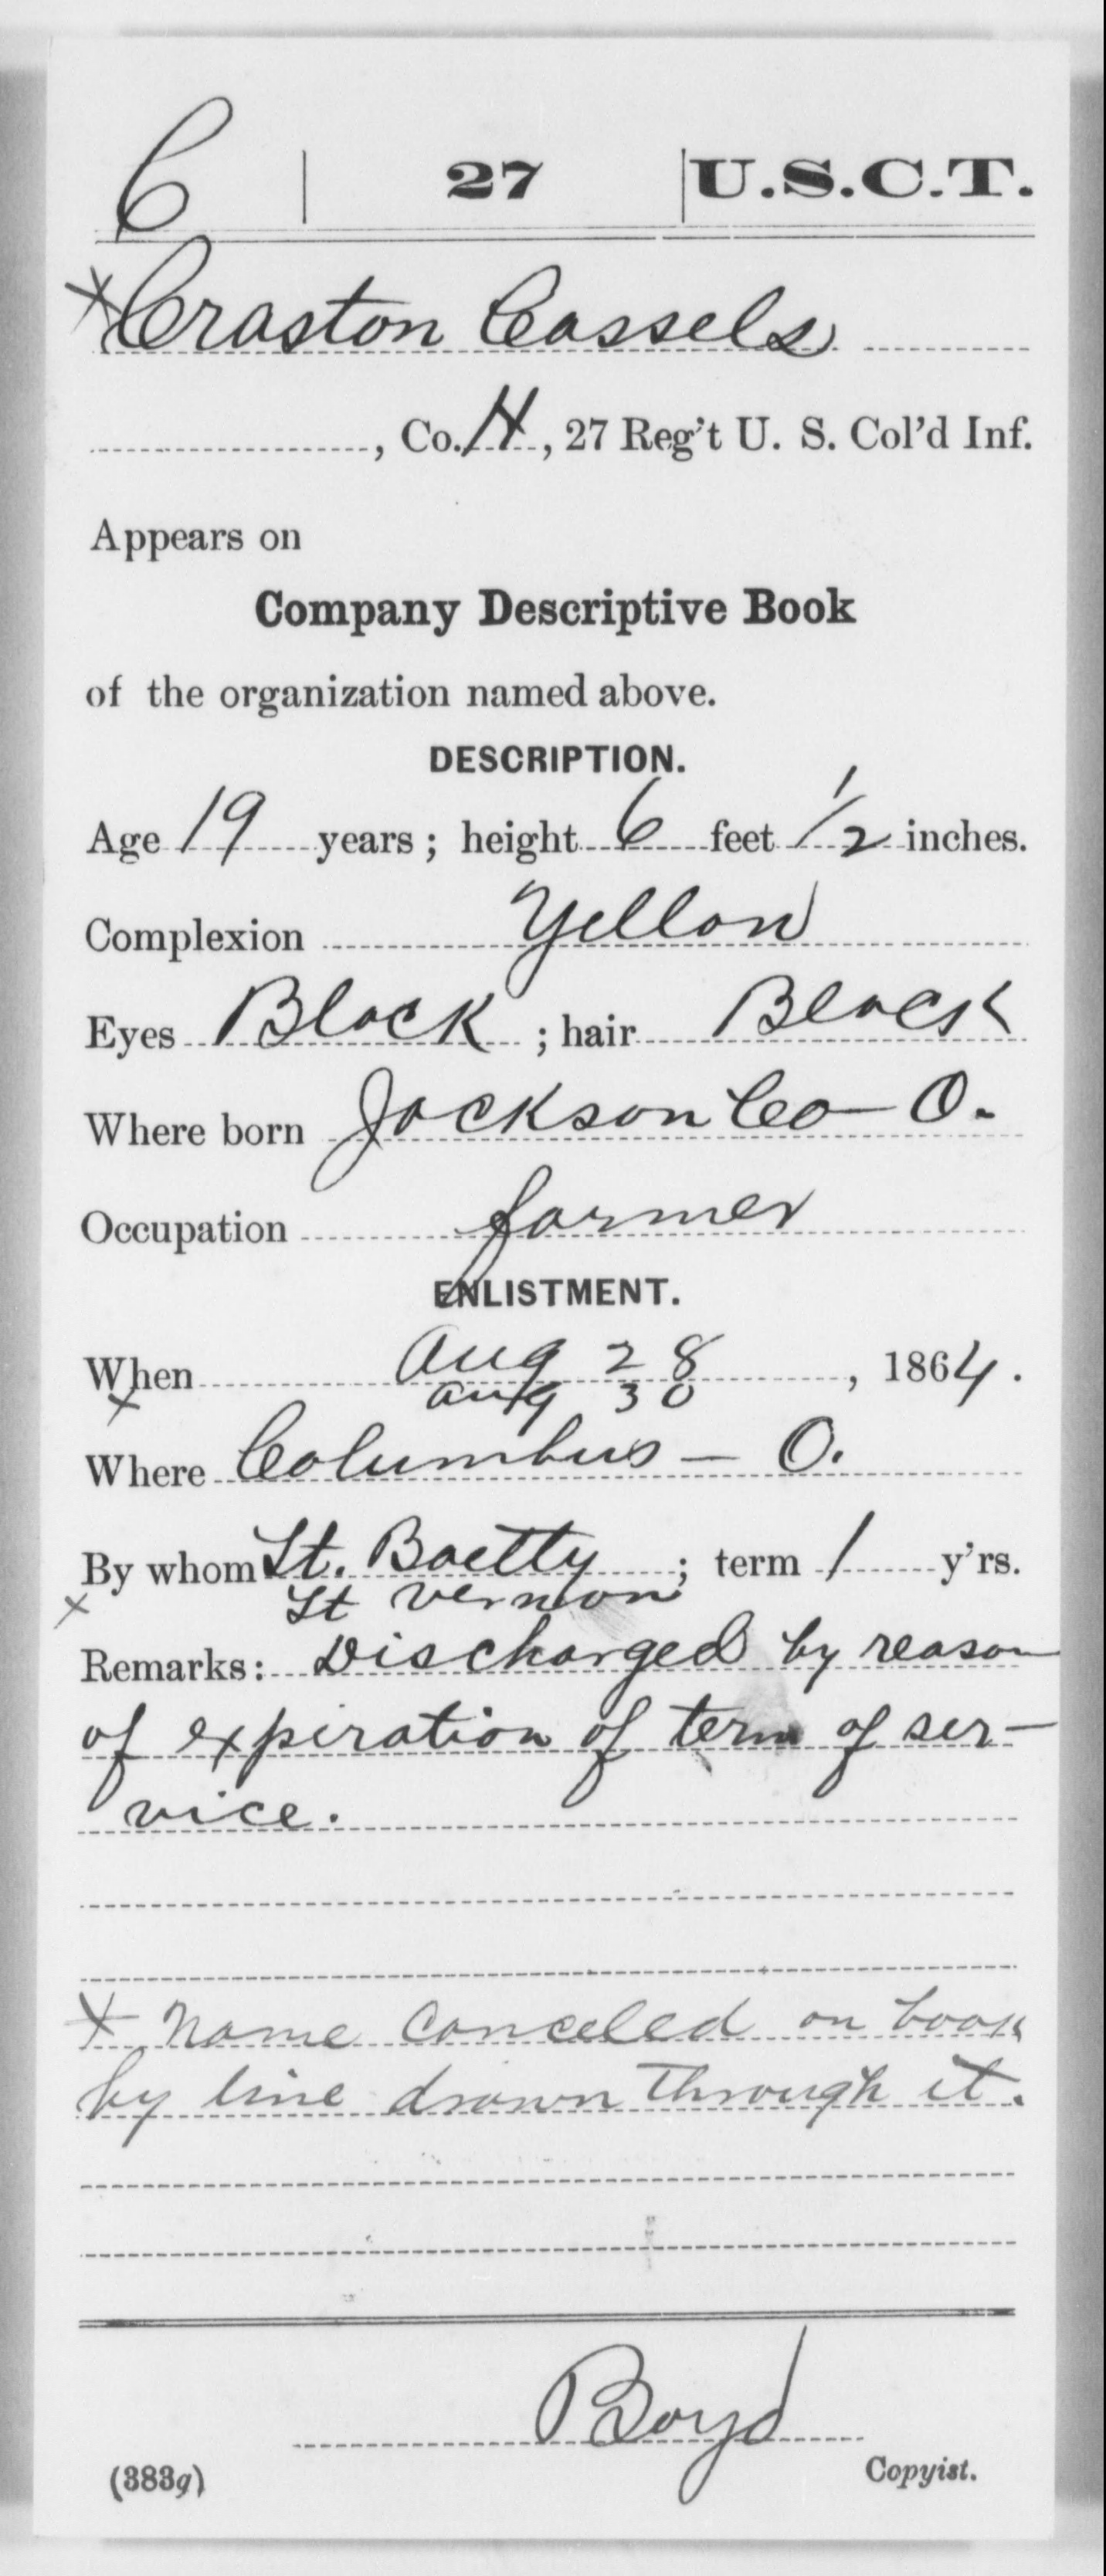 C | 27 | U.S.C.T.
x Craston Cassels
, Co. H, 27 Reg't U. S. Col'd Inf.
Appears on
Company Descriptive Book
of the organization named above.
DESCRIPTION.
Age 19 years; height 6 feet 1/2 inches.
Complexion Yellow
Eyes Black; hair Black
Where born Jackson Co - O.
Occupation farmer
ENLISTMENT.
When Aug 28, 1864.
x aug 30
Where Columbus - O.
By whom Lt. Baetty; term 1 y'rs.
x Lt Vernon
Remarks: Discharged by reason
of expiration of term of ser-
vice.
x Name canceled on book
by line drawn through it.
Boyd
(383g) Copyist.